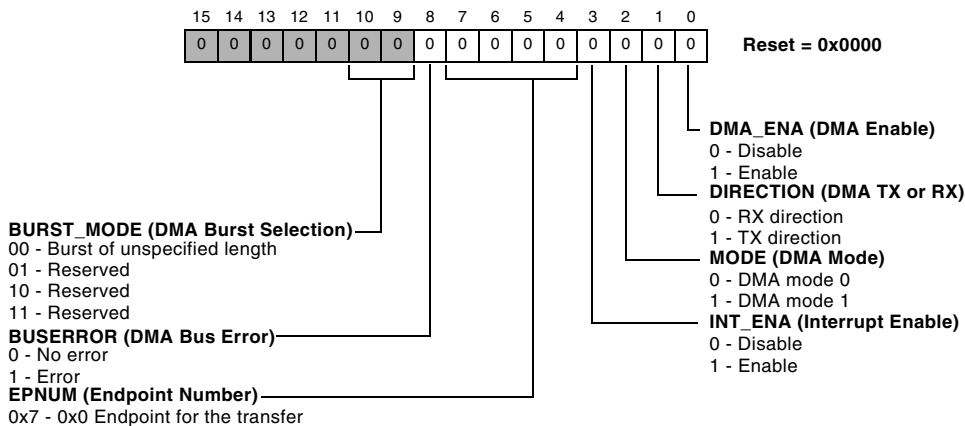 15 14 13 12 11 10 9 8 7 6 5 4 3 2 1 0
0 0 0 0 0 0 0 0 0 0 0 0 0 0 0 0 Reset = 0x0000
DMA_ENA (DMA Enable)
0 - Disable
1 - Enable
DIRECTION (DMA TX or RX)
0 - RX direction
1 - TX direction
MODE (DMA Mode)
0 - DMA mode 0
1 - DMA mode 1
INT_ENA (Interrupt Enable)
0 - Disable
1 - Enable
BURST_MODE (DMA Burst Selection)
00 - Burst of unspecified length
01 - Reserved
10 - Reserved
11 - Reserved
BUSERROR (DMA Bus Error)
0 - No error
1 - Error
EPNUM (Endpoint Number)
0x7 - 0x0 Endpoint for the transfer